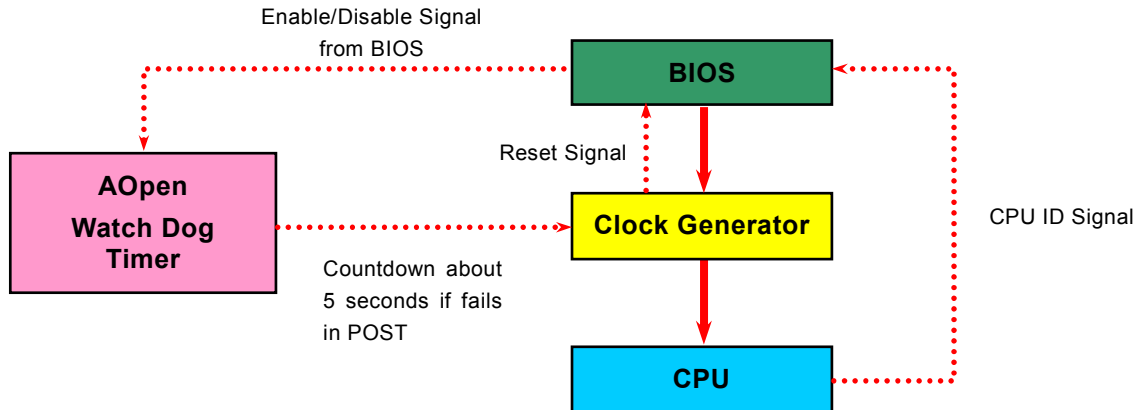 Enable/Disable Signal
from BIOS
BIOS
Reset Signal
AOpen
Watch Dog
Timer
Clock Generator
CPU ID Signal
Countdown about
5 seconds if fails
in POST
CPU